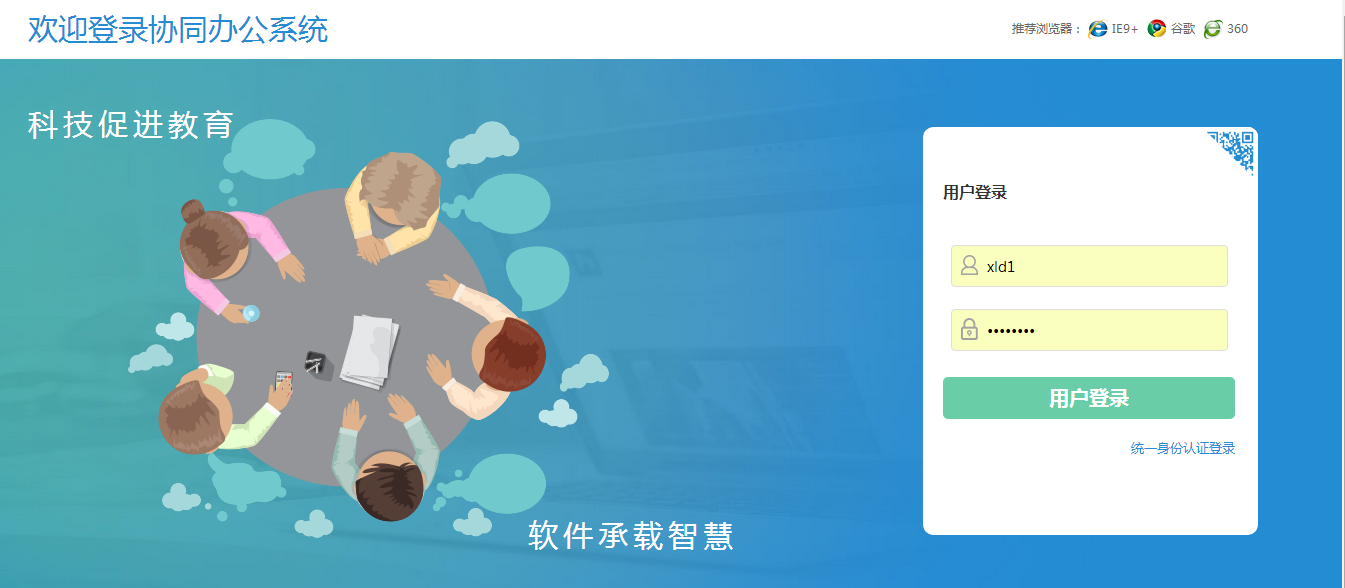 欢迎登录协同办公系统
推荐浏览器： IE9+ 谷歌 360
科技促进教育
用户登录
xld1
••••••••
用户登录
统一身份认证登录
软件承载智慧